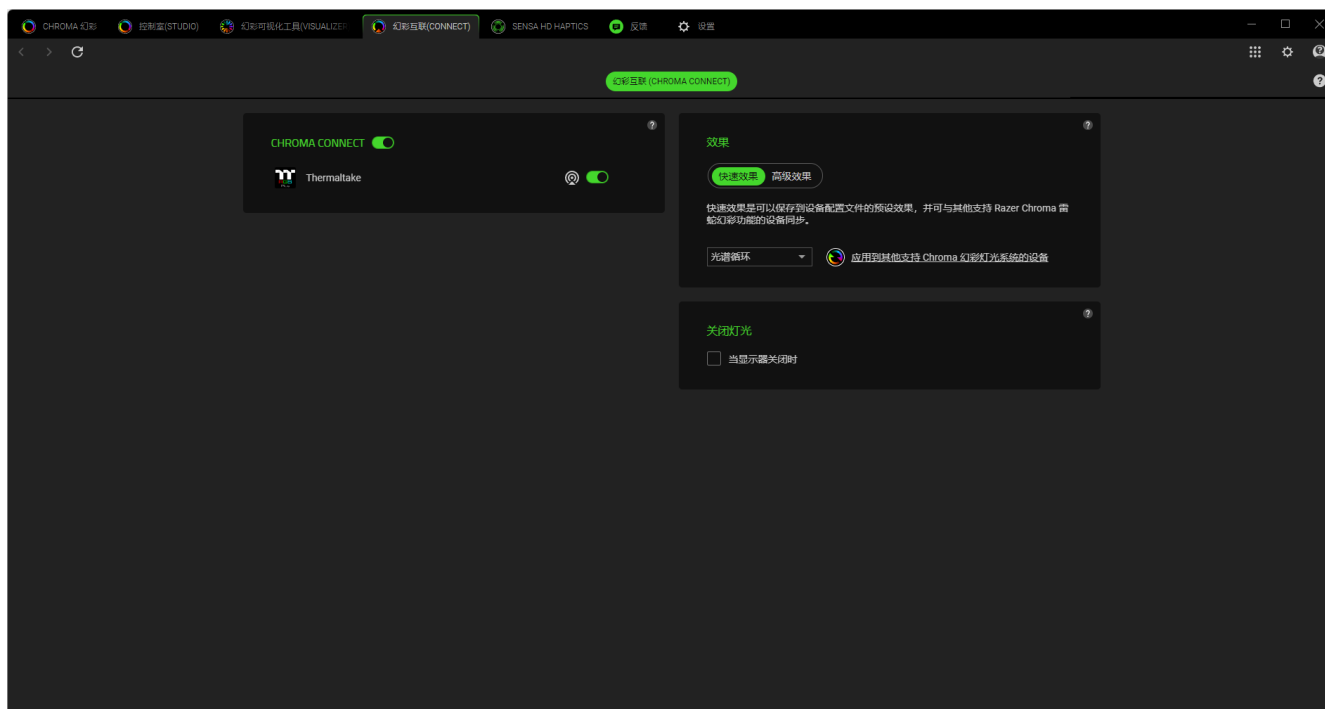 CHROMA 幻彩
控制室(STUDIO)
幻彩可视化工具(VISUALIZER
幻彩互联(CONNECT)
SENSA HD HAPTICS
反馈
设置
幻彩互联 (CHROMA CONNECT)
CHROMA CONNECT
Thermaltake
效果
快速效果 高级效果
快速效果是可以保存到设备配置文件的预设效果，并可与其他支持 Razer Chroma 雷
蛇幻彩功能的设备同步。
光谱循环
应用到其他支持 Chroma 幻彩灯光系统的设备
关闭灯光
当显示器关闭时